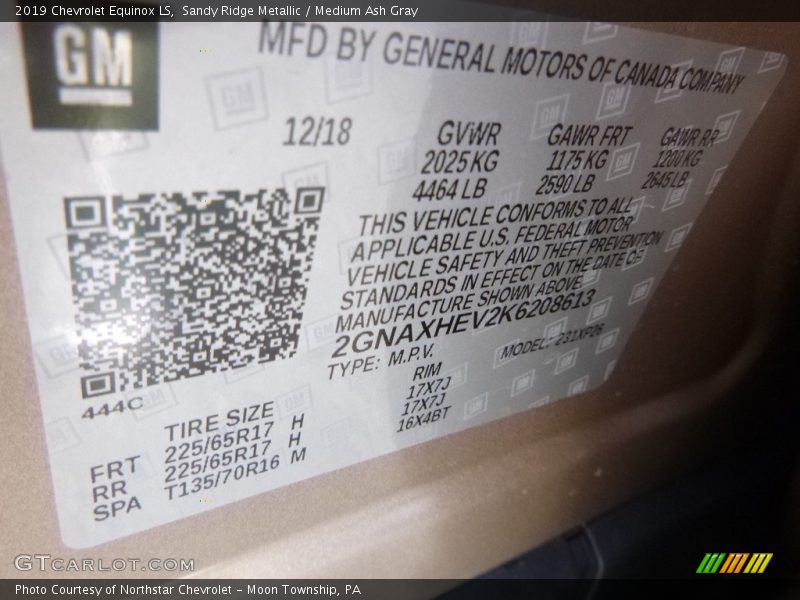 2019 Chevrolet Equinox LS, Sandy Ridge Metallic / Medium Ash Gray
GM
MFD BY GENERAL MOTORS OF CANADA COMPANY
12/18
GVWR GAWR FRT GAWR RR
2025 KG 1175 KG 1200 KG
4464 LB 2590 LB 2645 LB
THIS VEHICLE CONFORMS TO ALL
APPLICABLE U.S. FEDERAL MOTOR
VEHICLE SAFETY AND THEFT PREVENTION
STANDARDS IN EFFECT ON THE DATE OF
MANUFACTURE SHOWN ABOVE
2GNAXHEV2K6208613
TYPE: M.P.V. MODEL: 231XP26
444C
TIRE SIZE RIM
FRT 225/65R17 H 17X7J
RR 225/65R17 H 17X7J
SPA T135/70R16 M 16X4BT
GTCARLOT.COM
Photo Courtesy of Northstar Chevrolet - Moon Township, PA